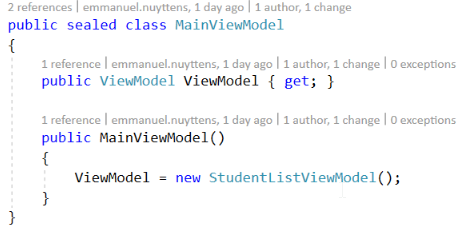 2 references | emmanuel.nuyttens, 1 day ago | 1 author, 1 change
public sealed class MainViewModel
{
1 reference | emmanuel.nuyttens, 1 day ago | 1 author, 1 change | 0 exceptions
public ViewModel ViewModel { get; }
1 reference | emmanuel.nuyttens, 1 day ago | 1 author, 1 change | 0 exceptions
public MainViewModel()
{
ViewModel = new StudentListViewModel();
}
}